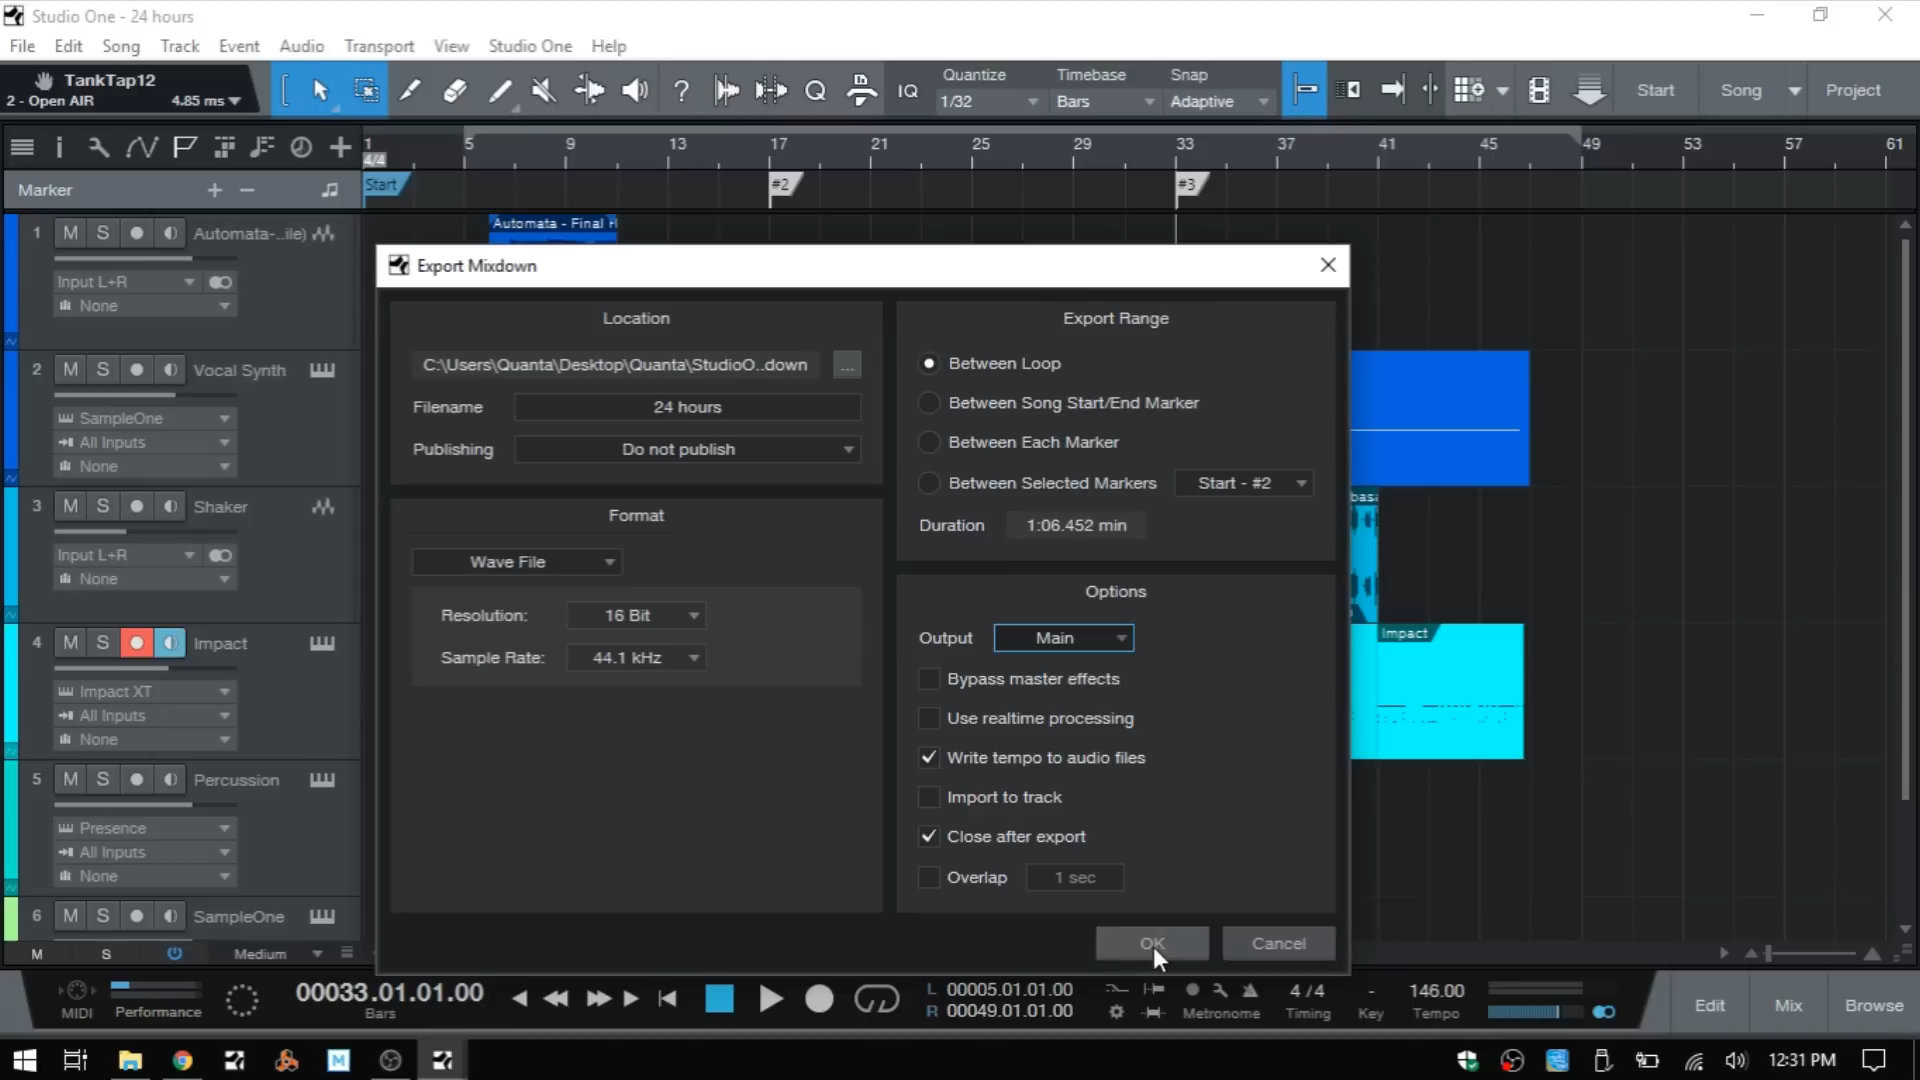 Studio One - 24 hours
File Edit Song Track Event Audio Transport View Studio One Help
TankTap12
2 - Open AIR 4.85 ms
? Q IQ
Quantize Timebase Snap
1/32 Bars Adaptive
Start Song Project
1 5 9 13 17 21 25 29 33 37 41 45 49 53 57 61
4/4
Marker + − Start #2 #3
1 M S Automata-..ile)
Automata - Final
Input L+R
None
2 M S Vocal Synth
SampleOne
All Inputs
None
3 M S Shaker
Input L+R
None
4 M S Impact
Impact XT
All Inputs
None
5 M S Percussion
Presence
All Inputs
None
6 M S SampleOne
M S Medium
Impact
Export Mixdown
Location
C:\Users\Quanta\Desktop\Quanta\StudioO..down ...
Filename 24 hours
Publishing Do not publish
Format
Wave File
Resolution: 16 Bit
Sample Rate: 44.1 kHz
Export Range
Between Loop
Between Song Start/End Marker
Between Each Marker
Between Selected Markers Start - #2
Duration 1:06.452 min
Options
Output Main
Bypass master effects
Use realtime processing
Write tempo to audio files
Import to track
Close after export
Overlap 1 sec
OK Cancel
MIDI Performance
00033.01.01.00
Bars
L 00005.01.01.00
R 00049.01.01.00
Metronome
4 / 4
Timing
-
Key
146.00
Tempo
Edit Mix Browse
M
12:31 PM